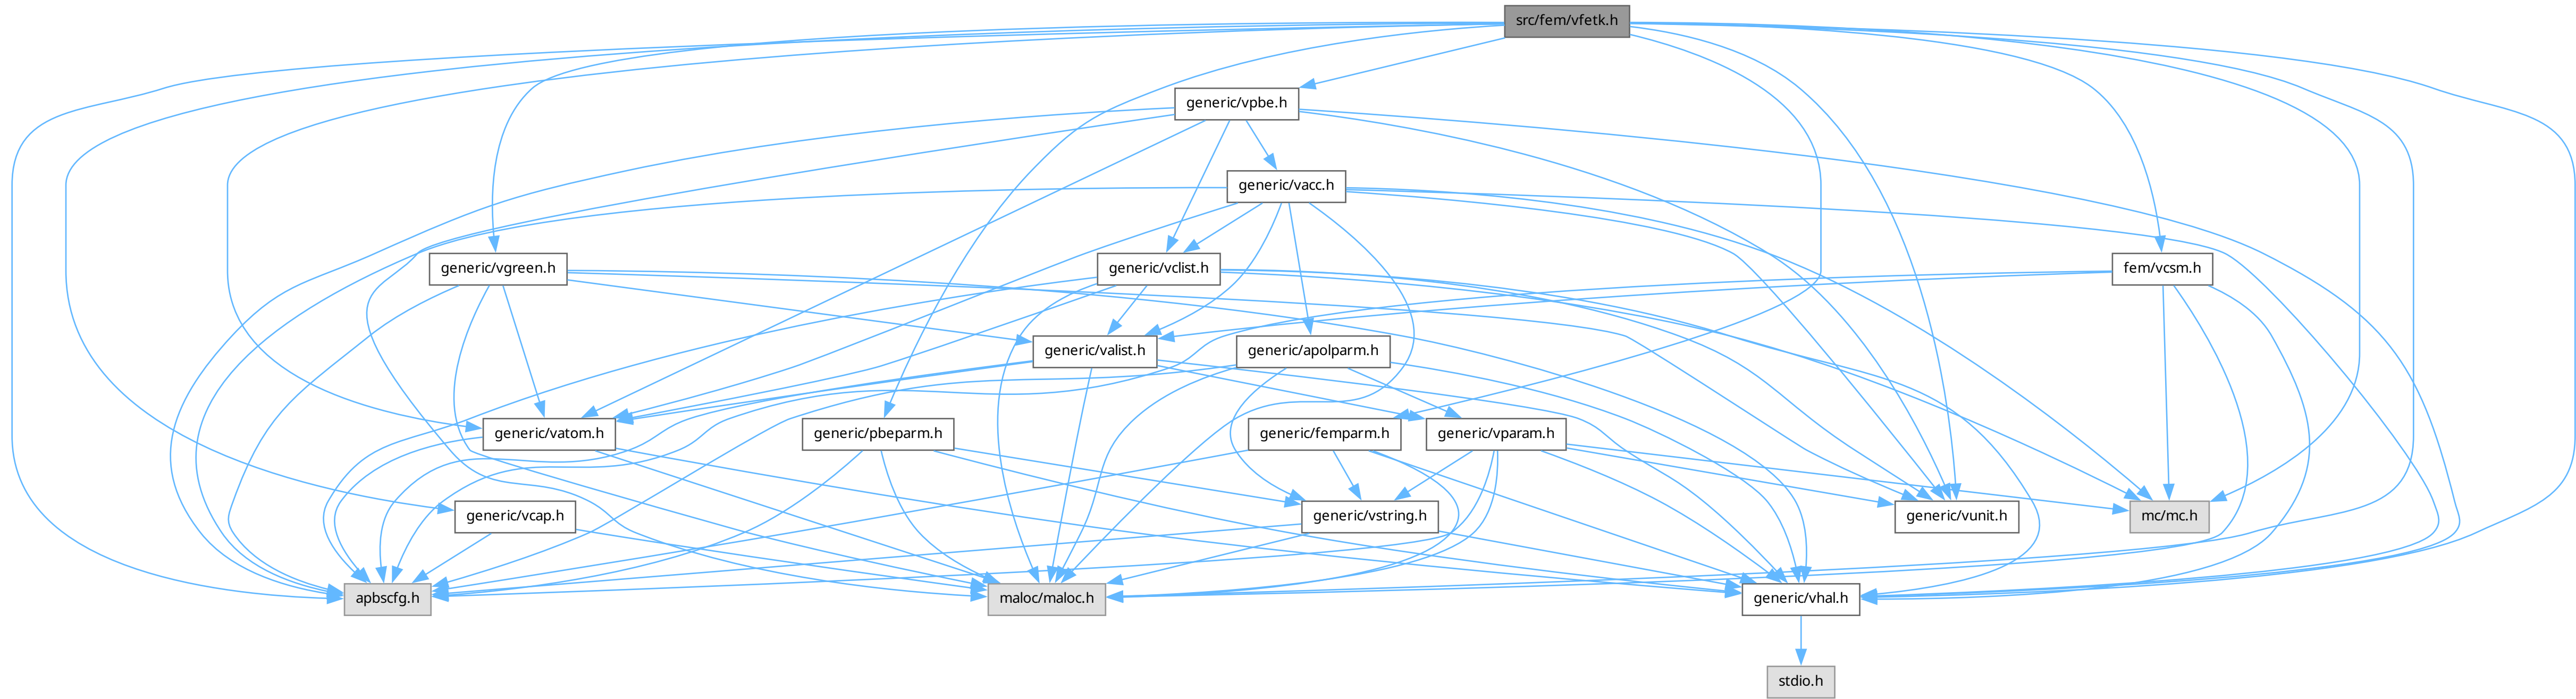 src/fem/vfetk.h
generic/vpbe.h
generic/vacc.h
generic/vgreen.h
generic/vclist.h
fem/vcsm.h
generic/valist.h
generic/apolparm.h
generic/vatom.h
generic/pbeparm.h
generic/femparm.h
generic/vparam.h
generic/vcap.h
generic/vstring.h
generic/vunit.h
mc/mc.h
apbscfg.h
maloc/maloc.h
generic/vhal.h
stdio.h